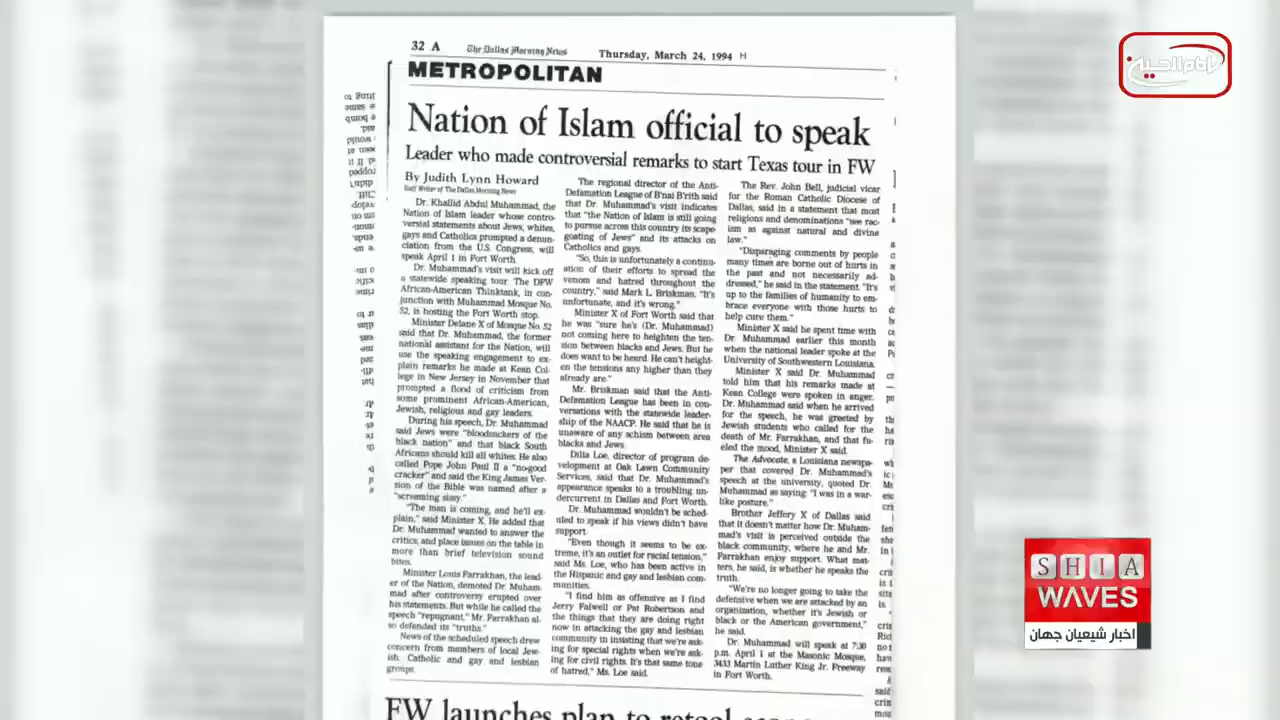 32 A The Dallas Morning News Thursday, March 24, 1994 H
METROPOLITAN
Nation of Islam official to speak
Leader who made controversial remarks to start Texas tour in FW
By Judith Lynn Howard
Staff Writer of The Dallas Morning News
Dr. Khallid Abdul Muhammad, the
Nation of Islam leader whose contro-
versial statements about Jews, whites,
gays and Catholics prompted a denun-
ciation from the U.S. Congress, will
speak April 1 in Fort Worth.
Dr. Muhammad's visit will kick off
a statewide speaking tour. The DFW
African-American Thinktank, in con-
junction with Muhammad Mosque No.
52, is hosting the Fort Worth stop.
Minister Delane X of Mosque No. 52
said that Dr. Muhammad, the former
national assistant for the Nation, will
use the speaking engagement to ex-
plain remarks he made at Kean Col-
lege in New Jersey in November that
prompted a flood of criticism from
some prominent African-American,
Jewish, religious and gay leaders.
During his speech, Dr. Muhammad
said Jews were "bloodsuckers of the
black nation" and that black South
Africans should kill all whites. He also
called Pope John Paul II a "no-good
cracker" and said the King James Ver-
sion of the Bible was named after a
"screaming sissy."
"The man is coming, and he'll ex-
plain," said Minister X. He added that
Dr. Muhammad wanted to answer the
critics, and place issues on the table in
more than brief television sound
bites.
Minister Louis Farrakhan, the lead-
er of the Nation, demoted Dr. Muham-
mad after controversy erupted over
his statements. But while he called the
speech "repugnant," Mr. Farrakhan al-
so defended its "truths."
News of the scheduled speech drew
concern from members of local Jew-
ish, Catholic and gay and lesbian
groups.
The regional director of the Anti-
Defamation League of B'nai B'rith said
that Dr. Muhammad's visit indicates
that "the Nation of Islam is still going
to pursue across this country its scape-
goating of Jews" and its attacks on
Catholics and gays.
"So, this is unfortunately a continu-
ation of their efforts to spread the
venom and hatred throughout the
country," said Mark L. Briskman. "It's
unfortunate, and it's wrong."
Minister X of Fort Worth said that
he was "sure he's (Dr. Muhammad)
not coming here to heighten the ten-
sion between blacks and Jews. But he
does want to be heard. He can't height-
en the tensions any higher than they
already are."
Mr. Briskman said that the Anti-
Defamation League has been in con-
versations with the statewide leader-
ship of the NAACP. He said that he is
unaware of any schism between area
blacks and Jews.
Dilia Loe, director of program de-
velopment at Oak Lawn Community
Services, said that Dr. Muhammad's
appearance speaks to a troubling un-
dercurrent in Dallas and Fort Worth.
Dr. Muhammad wouldn't be sched-
uled to speak if his views didn't have
support.
"Even though it seems to be ex-
treme, it's an outlet for racial tension,"
said Ms. Loe, who has been active in
the Hispanic and gay and lesbian com-
munities.
"I find him as offensive as I find
Jerry Falwell or Pat Robertson and
the things that they are doing right
now in attacking the gay and lesbian
community in insisting that we're ask-
ing for special rights when we're ask-
ing for civil rights. It's that same tone
of hatred," Ms. Loe said.
The Rev. John Bell, judicial vicar
for the Roman Catholic Diocese of
Dallas, said in a statement that most
religions and denominations "see rac-
ism as against natural and divine
law."
"Disparaging comments by people
many times are borne out of hurts in
the past and not necessarily ad-
dressed," he said in the statement. "It's
up to the families of humanity to em-
brace everyone with those hurts to
help cure them."
Minister X said he spent time with
Dr. Muhammad earlier this month
when the national leader spoke at the
University of Southwestern Louisiana.
Minister X said Dr. Muhammad
told him that his remarks made at
Kean College were spoken in anger.
Dr. Muhammad said when he arrived
for the speech, he was greeted by
Jewish students who called for the
death of Mr. Farrakhan, and that fu-
eled the mood, Minister X said.
The Advocate, a Louisiana newspa-
per that covered Dr. Muhammad's
speech at the university, quoted Dr.
Muhammad as saying: "I was in a war-
like posture."
Brother Jeffery X of Dallas said
that it doesn't matter how Dr. Muham-
mad's visit is perceived outside the
black community, where he and Mr.
Farrakhan enjoy support. What mat-
ters, he said, is whether he speaks the
truth.
"We're no longer going to take the
defensive when we are attacked by an
organization, whether it's Jewish or
black or the American government,"
he said.
Dr. Muhammad will speak at 7:30
p.m. April 1 at the Masonic Mosque,
3433 Martin Luther King Jr. Freeway
in Fort Worth.
FW launches plan to retool
SHIA
WAVES
اخبار شیعیان جهان